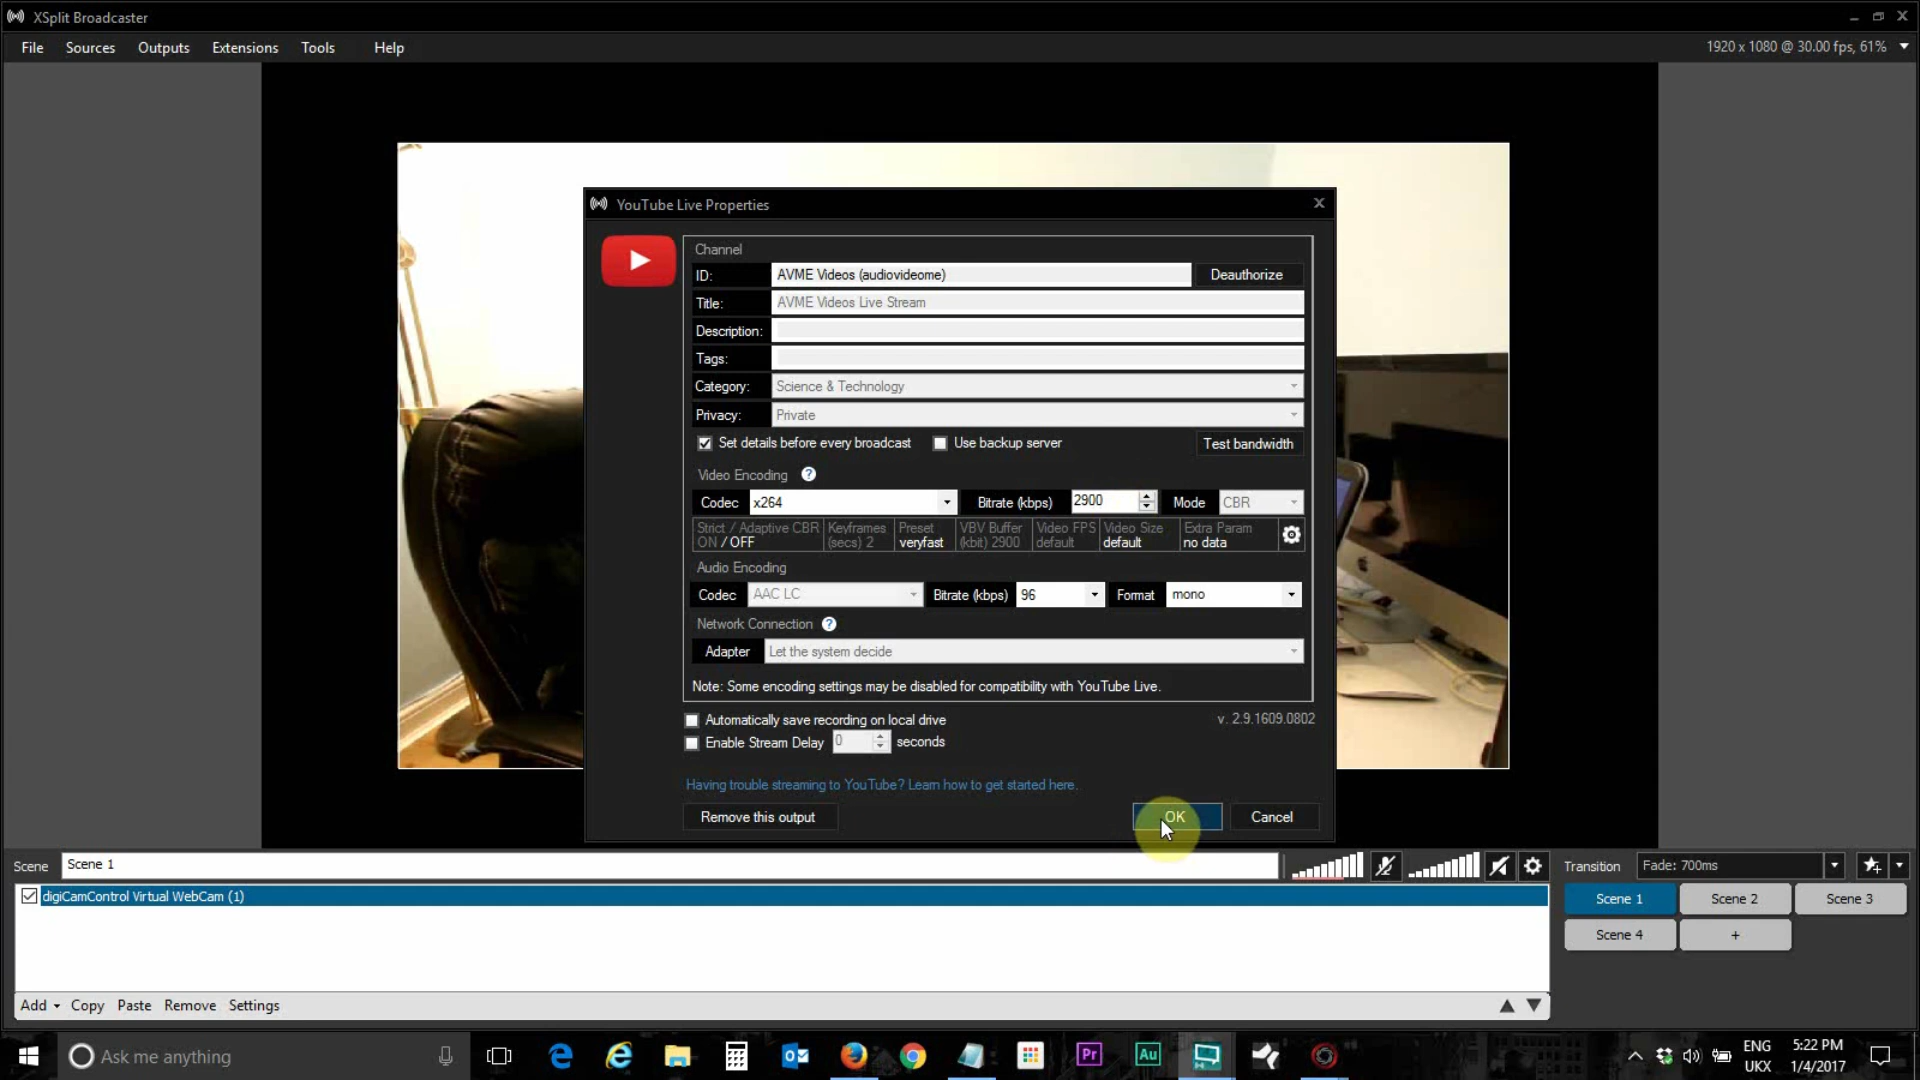 XSplit Broadcaster
File Sources Outputs Extensions Tools Help
1920 x 1080 @ 30.00 fps, 61%
YouTube Live Properties
Channel
ID: AVME Videos (audiovideome) Deauthorize
Title: AVME Videos Live Stream
Description:
Tags:
Category: Science & Technology
Privacy: Private
Set details before every broadcast Use backup server Test bandwidth
Video Encoding ?
Codec x264 Bitrate (kbps) 2900 Mode CBR
Strict / Adaptive CBR Keyframes Preset VBV Buffer Video FPS Video Size Extra Param
ON / OFF (secs) 2 veryfast (kbit) 2900 default default no data
Audio Encoding
Codec AAC LC Bitrate (kbps) 96 Format mono
Network Connection ?
Adapter Let the system decide
Note: Some encoding settings may be disabled for compatibility with YouTube Live.
Automatically save recording on local drive v. 2.9.1609.0802
Enable Stream Delay 0 seconds
Having trouble streaming to YouTube? Learn how to get started here.
Remove this output OK Cancel
Scene Scene 1 Transition Fade: 700ms
digiCamControl Virtual WebCam (1) Scene 1 Scene 2 Scene 3
Scene 4 +
Add Copy Paste Remove Settings
Ask me anything
Pr Au
ENG 5:22 PM
UKX 1/4/2017